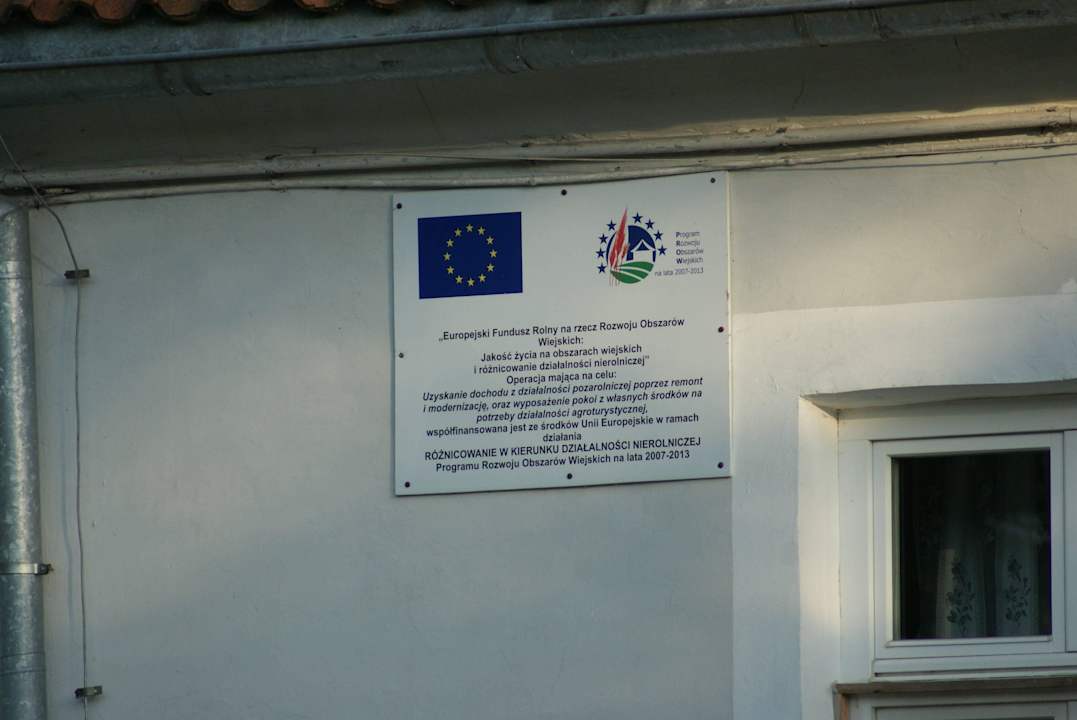 Program
Rozwoju
Obszarów
Wiejskich
na lata 2007-2013
„Europejski Fundusz Rolny na rzecz Rozwoju Obszarów
Wiejskich:
Jakość życia na obszarach wiejskich
i różnicowanie działalności nierolniczej”
Operacja mająca na celu:
Uzyskanie dochodu z działalności pozarolniczej poprzez remont
i modernizację, oraz wyposażenie pokoi z własnych środków na
potrzeby działalności agroturystycznej,
współfinansowana jest ze środków Unii Europejskie w ramach
działania
RÓŻNICOWANIE W KIERUNKU DZIAŁALNOŚCI NIEROLNICZEJ
Programu Rozwoju Obszarów Wiejskich na lata 2007-2013